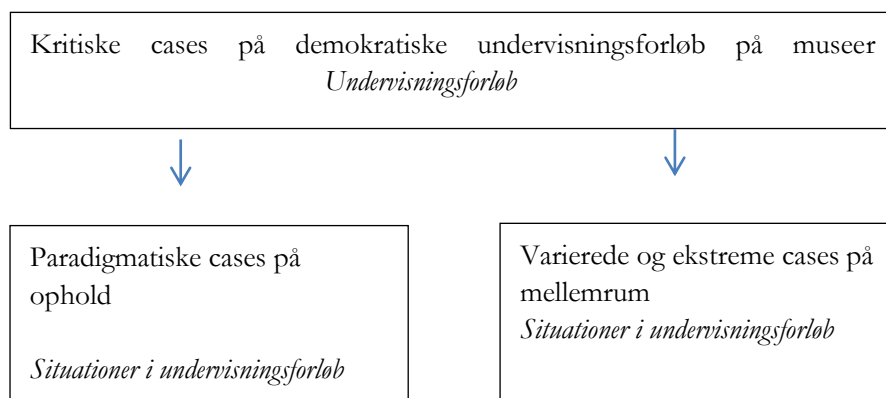 Kritiske cases på demokratiske undervisningsforløb på museer
Undervisningsforløb
Paradigmatiske cases på
ophold
Situationer i undervisningsforløb
Varierede og ekstreme cases på
mellemrum
Situationer i undervisningsforløb